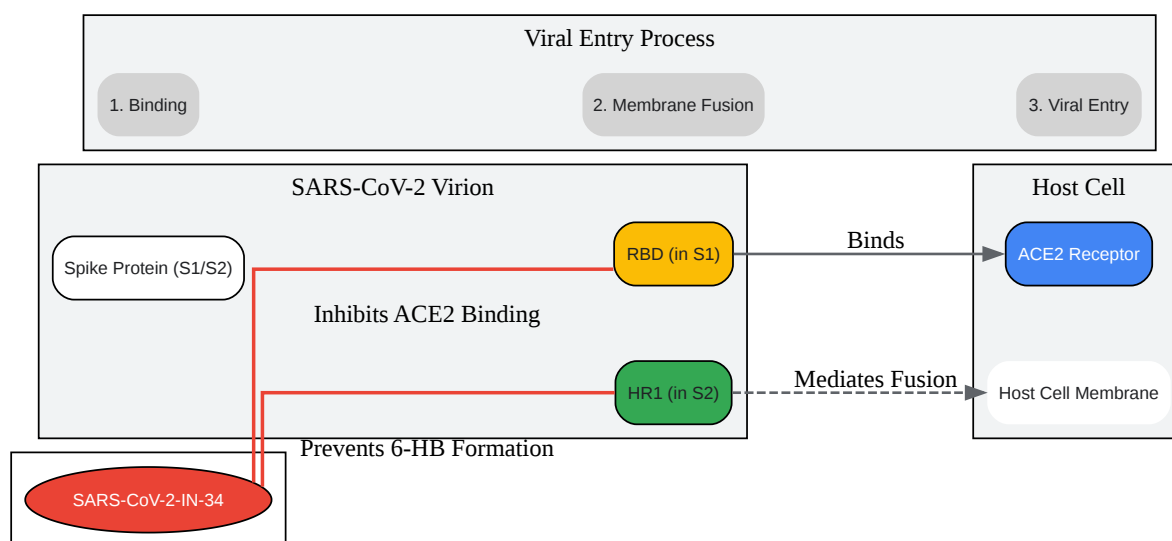 Viral Entry Process
1. Binding
2. Membrane Fusion
3. Viral Entry
SARS-CoV-2 Virion
Host Cell
Spike Protein (S1/S2)
RBD (in S1)
Binds
ACE2 Receptor
Inhibits ACE2 Binding
HR1 (in S2)
Mediates Fusion
Host Cell Membrane
Prevents 6-HB Formation
SARS-CoV-2-IN-34